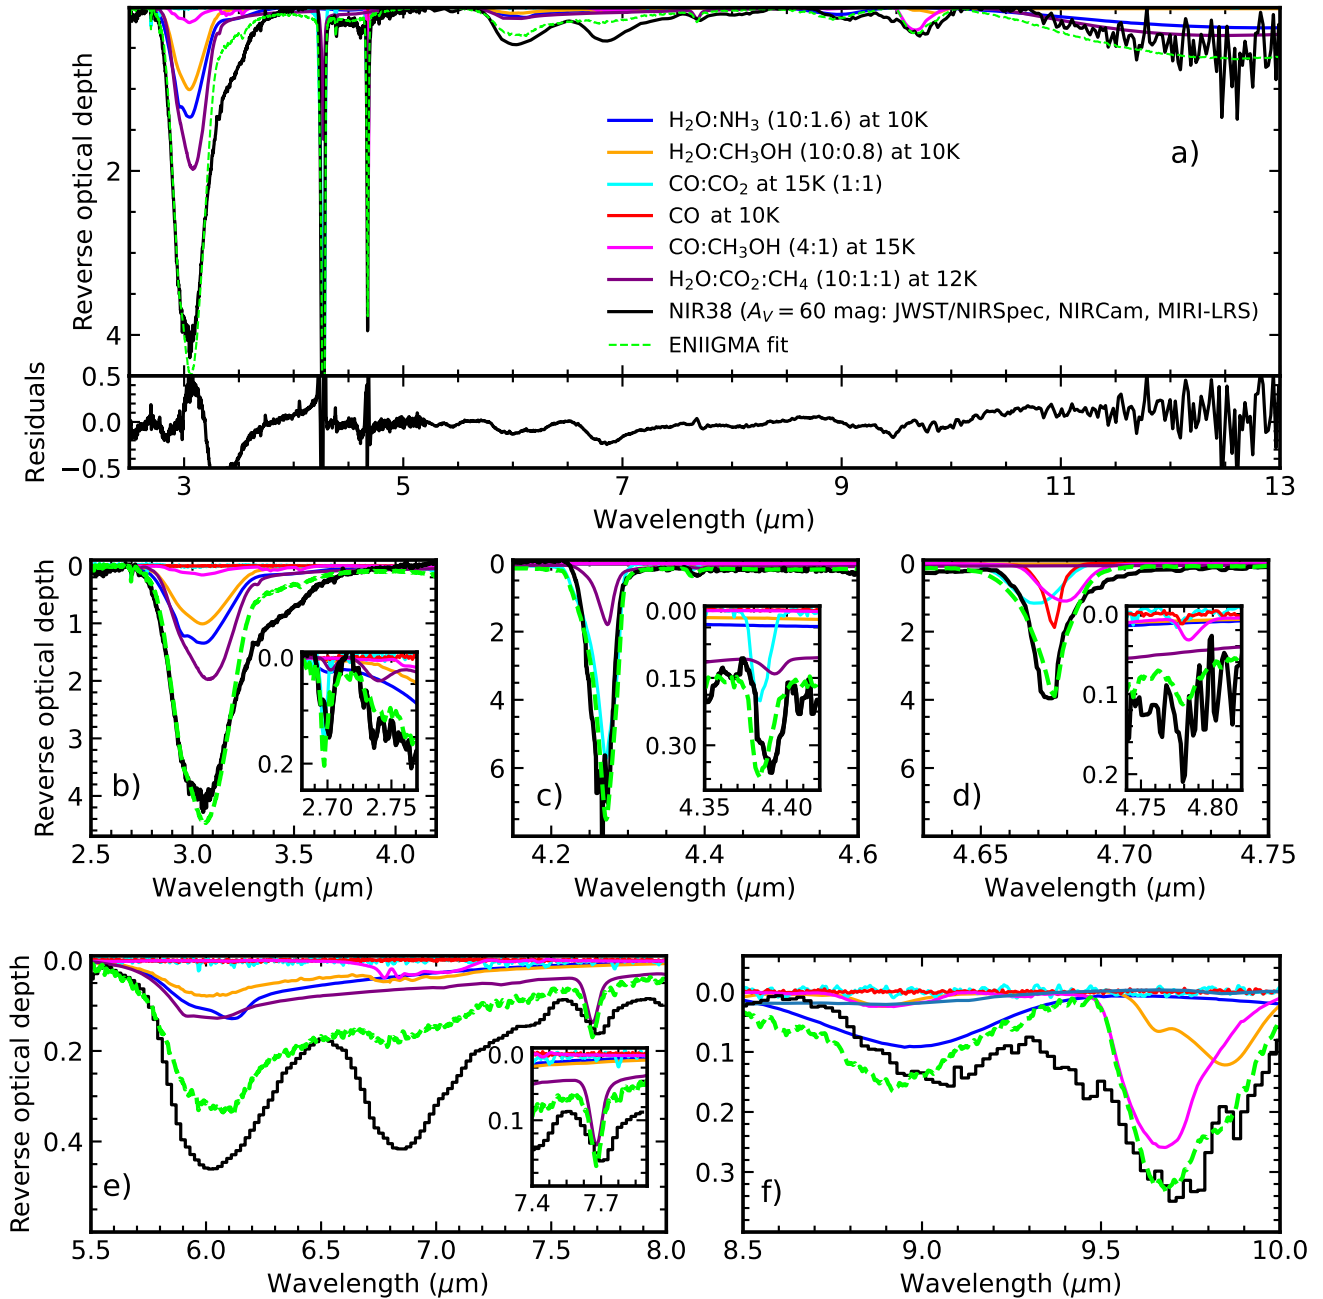 Reverse optical depth
2
4
H₂O:NH₃ (10:1.6) at 10K
H₂O:CH₃OH (10:0.8) at 10K
CO:CO₂ at 15K (1:1)
CO at 10K
CO:CH₃OH (4:1) at 15K
H₂O:CO₂:CH₄ (10:1:1) at 12K
NIR38 (A_V = 60 mag: JWST/NIRSpec, NIRCam, MIRI-LRS)
ENIIGMA fit
a)
Residuals
0.5
0.0
−0.5
3 5 7 9 11 13
Wavelength (μm)
Reverse optical depth
0
1
2
3
4
b)
0.0
0.2
2.70 2.75
2.5 3.0 3.5 4.0
Wavelength (μm)
0
2
4
6
c)
0.00
0.15
0.30
4.35 4.40
4.2 4.4 4.6
Wavelength (μm)
0
2
4
6
d)
0.0
0.1
0.2
4.75 4.80
4.65 4.70 4.75
Wavelength (μm)
Reverse optical depth
0.0
0.2
0.4
e)
0.0
0.1
7.4 7.7
5.5 6.0 6.5 7.0 7.5 8.0
Wavelength (μm)
0.0
0.1
0.2
0.3
f)
8.5 9.0 9.5 10.0
Wavelength (μm)